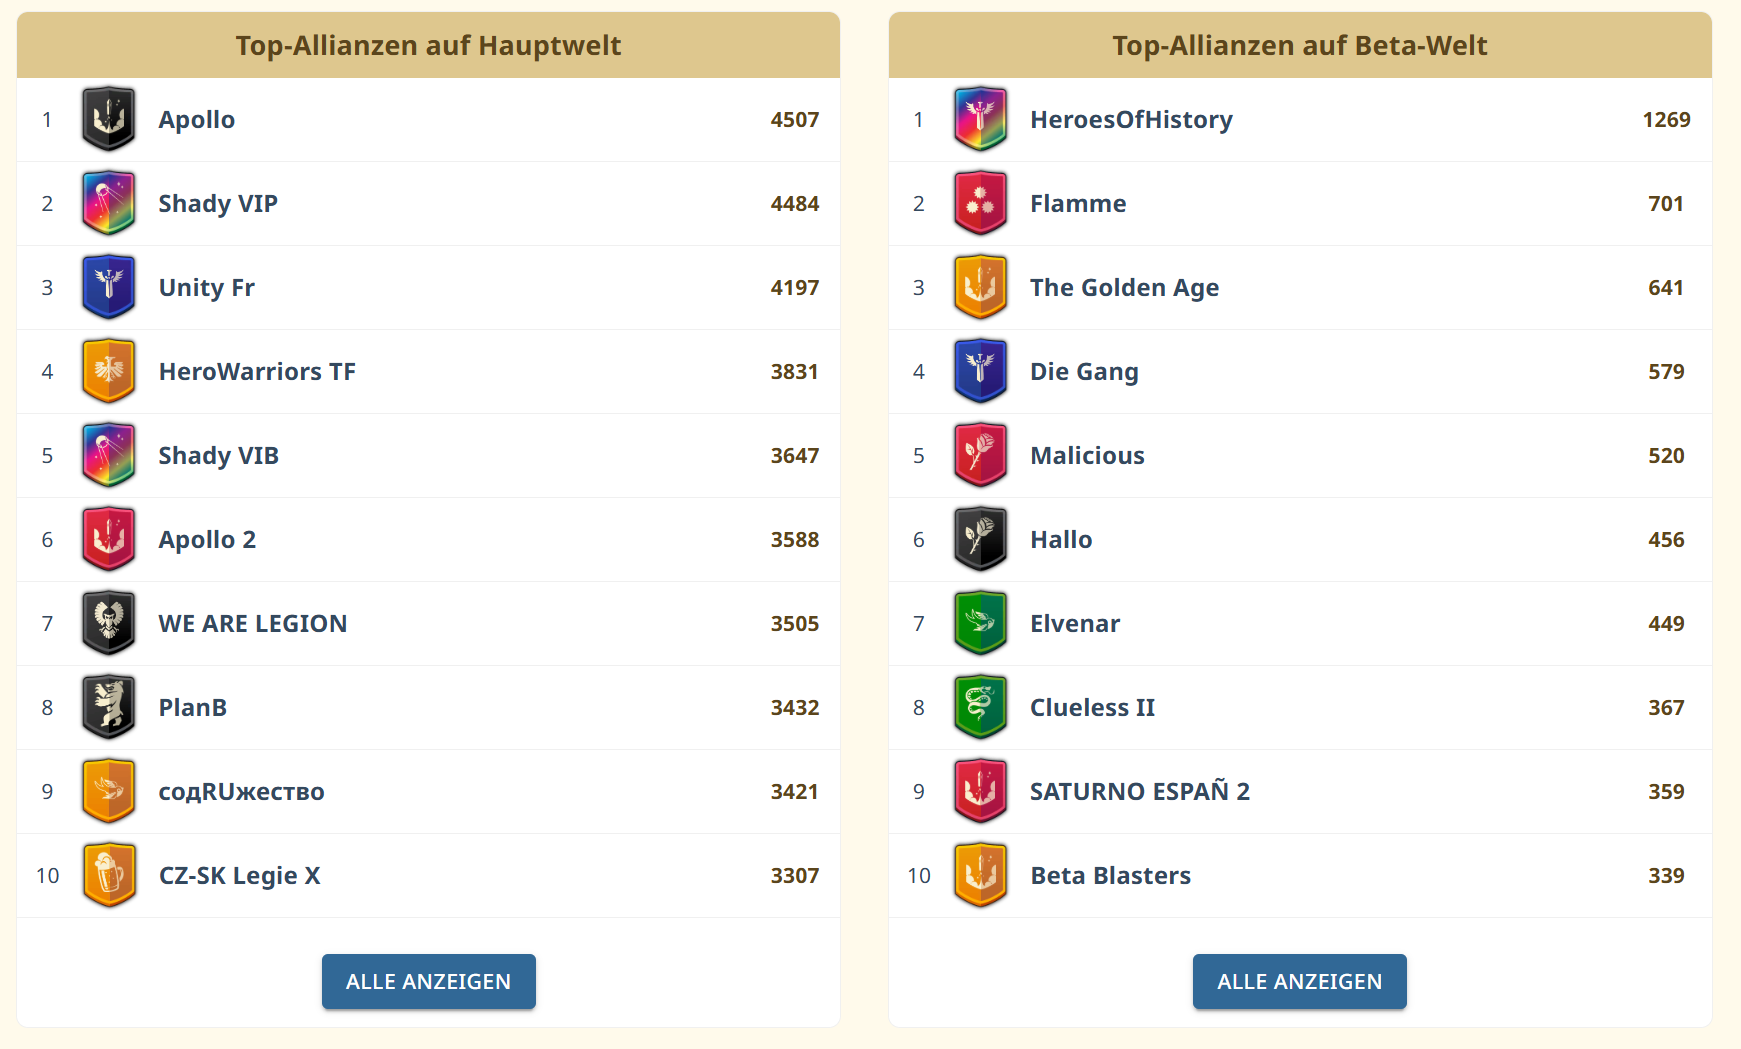 Top-Allianzen auf Hauptwelt
1 Apollo 4507
2 Shady VIP 4484
3 Unity Fr 4197
4 HeroWarriors TF 3831
5 Shady VIB 3647
6 Apollo 2 3588
7 WE ARE LEGION 3505
8 PlanB 3432
9 содRUжество 3421
10 CZ-SK Legie X 3307
ALLE ANZEIGEN
Top-Allianzen auf Beta-Welt
1 HeroesOfHistory 1269
2 Flamme 701
3 The Golden Age 641
4 Die Gang 579
5 Malicious 520
6 Hallo 456
7 Elvenar 449
8 Clueless II 367
9 SATURNO ESPAÑ 2 359
10 Beta Blasters 339
ALLE ANZEIGEN